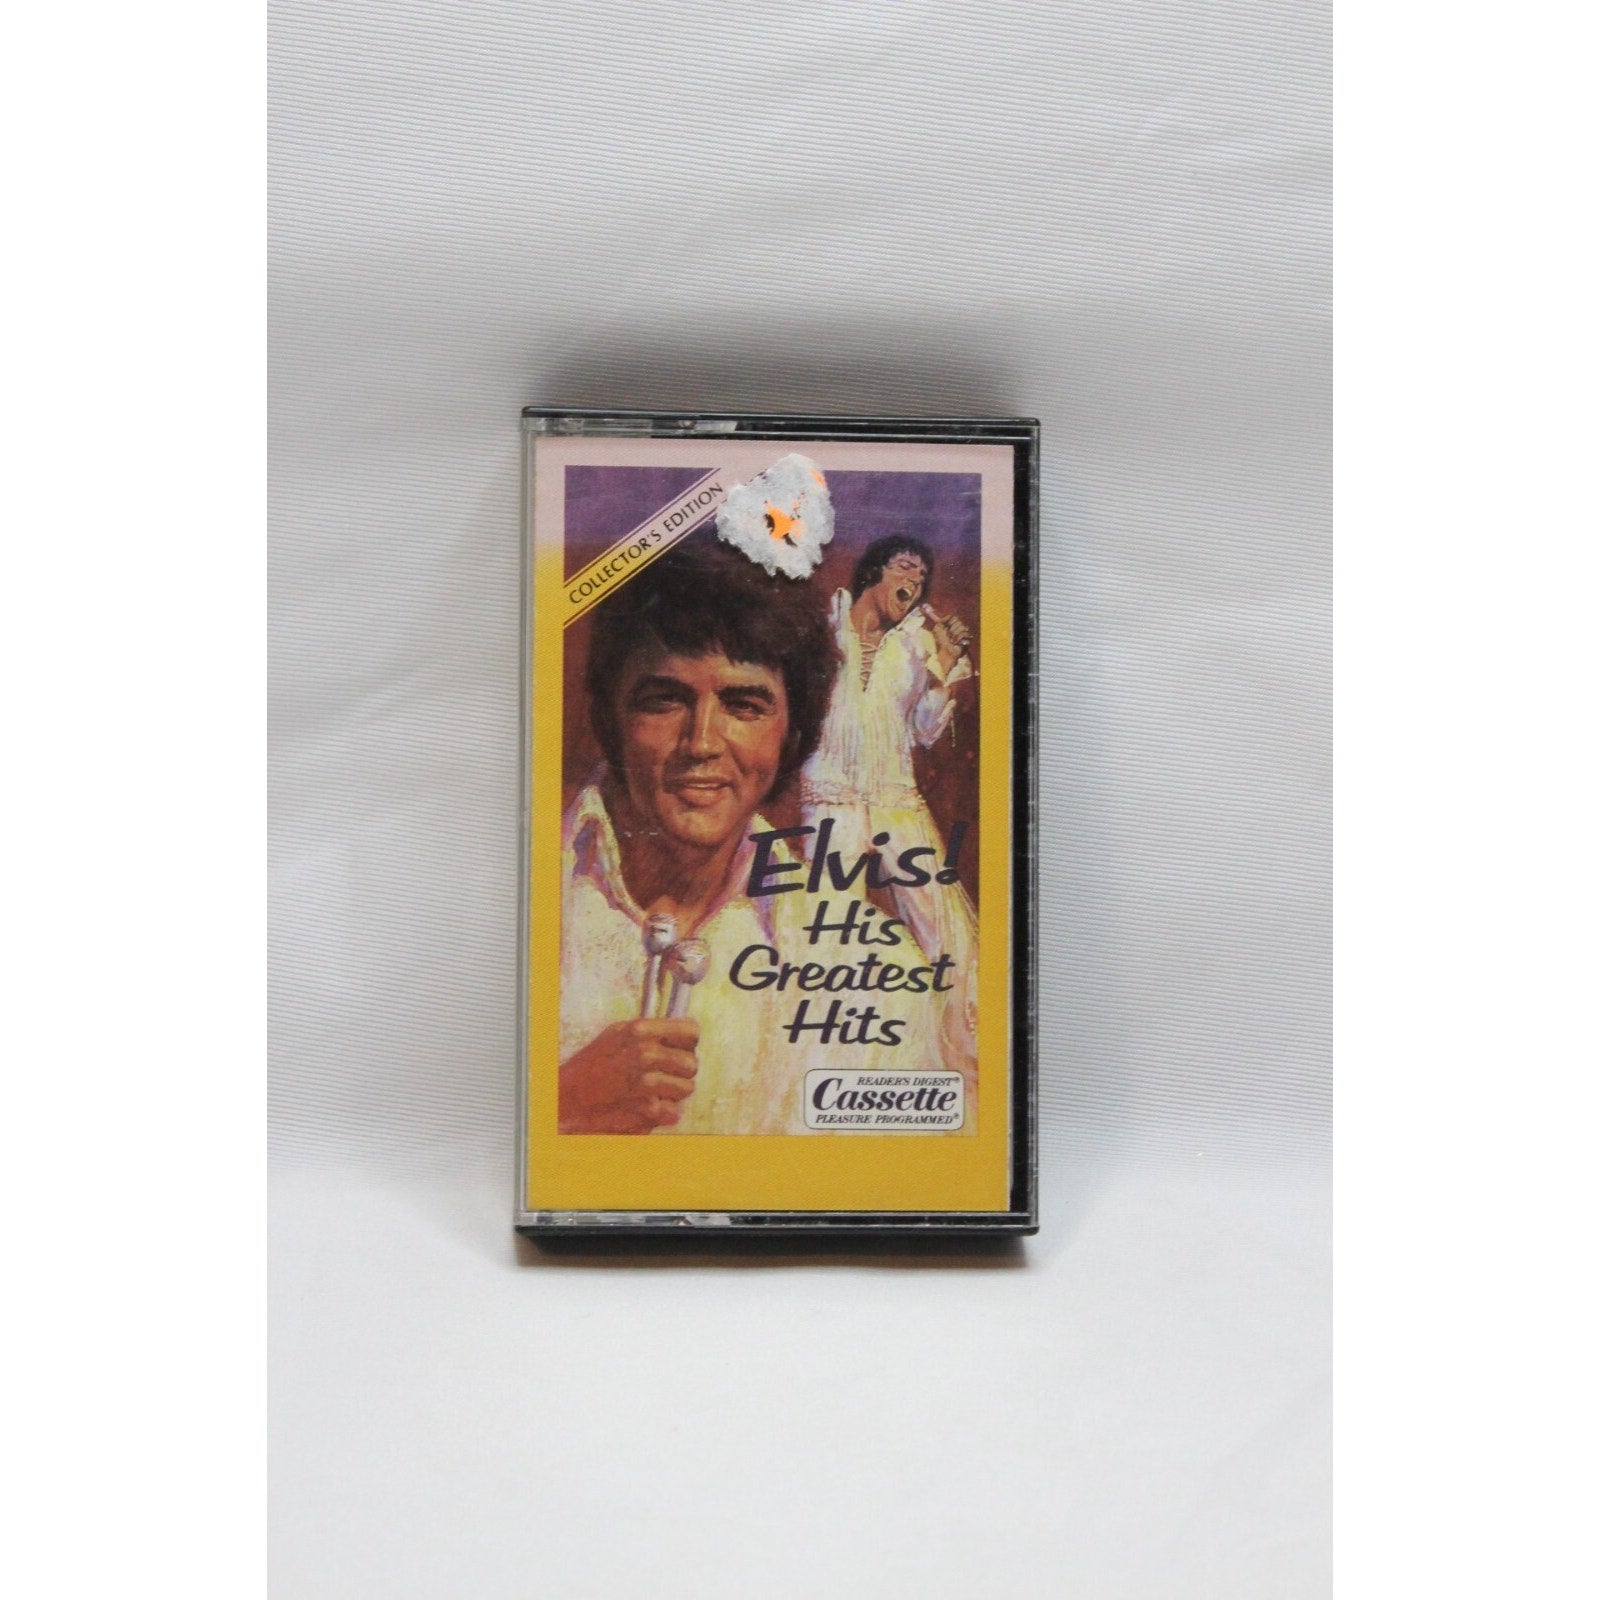 COLLECTOR'S EDITION
Elvis!
His
Greatest
Hits
READER'S DIGEST®
Cassette
PLEASURE PROGRAMMED®